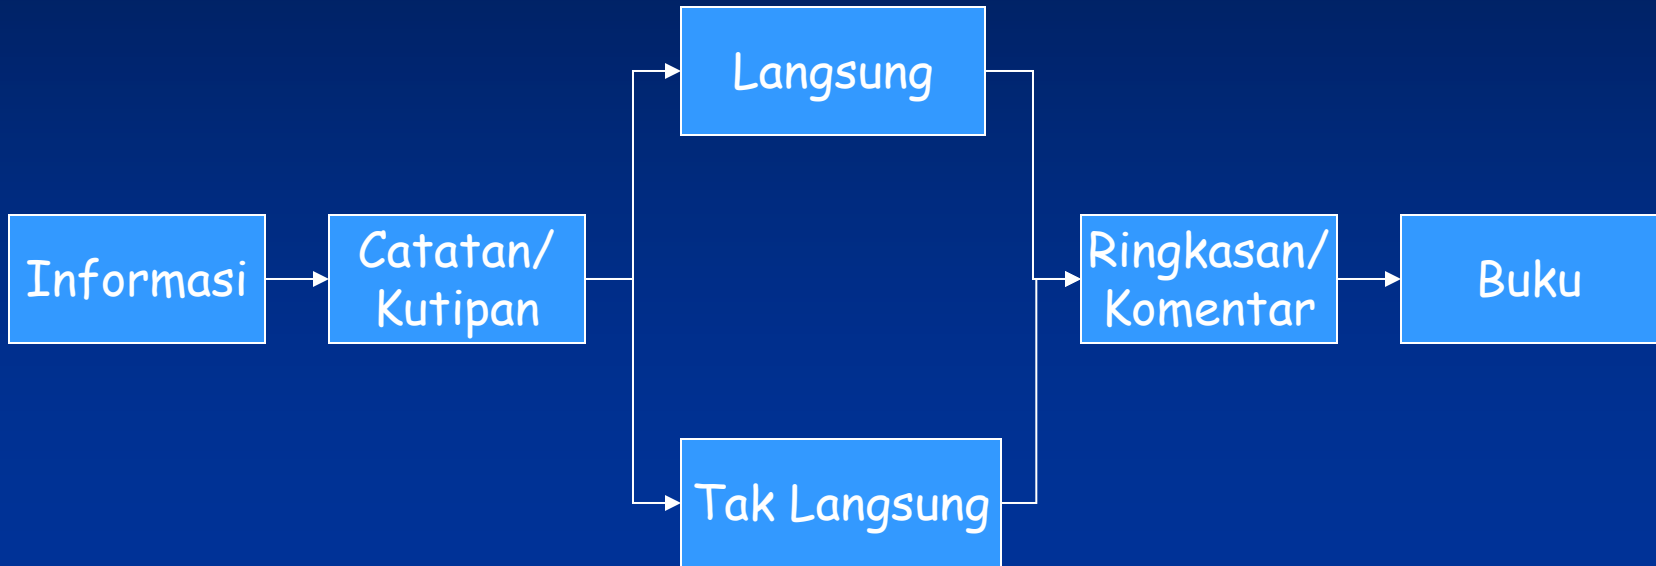 Langsung
Informasi
Catatan/
Kutipan
Ringkasan/
Komentar
Buku
Tak Langsung